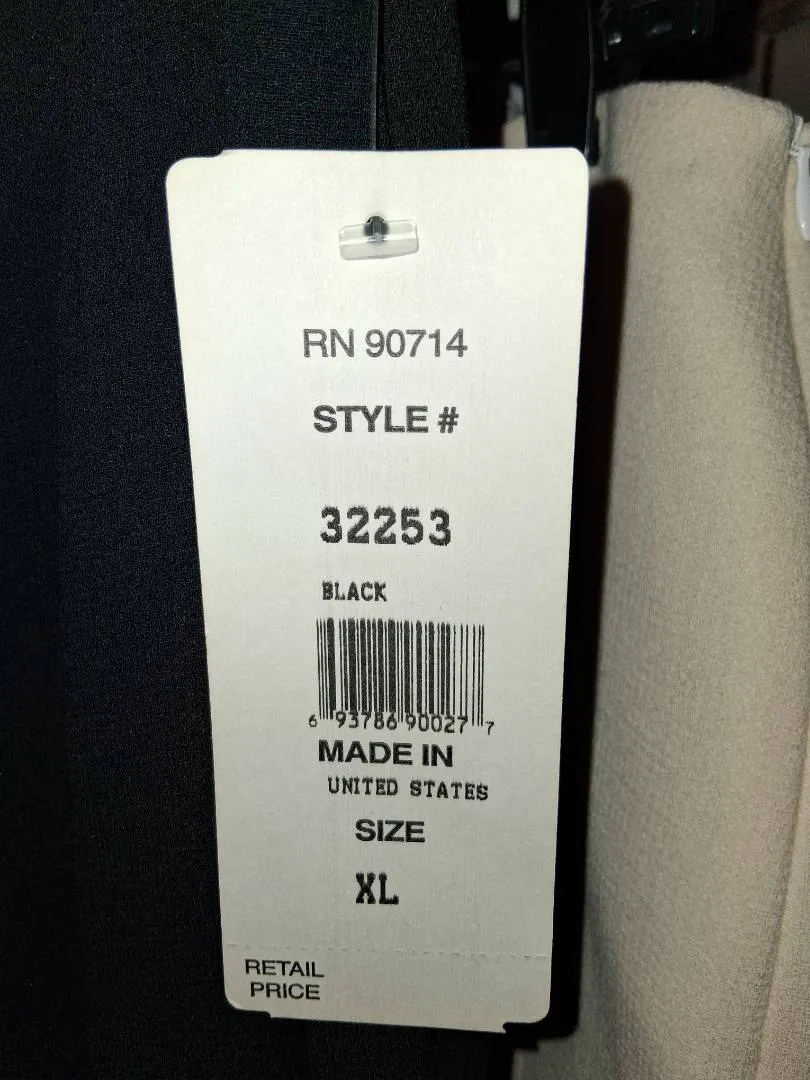 RN 90714
STYLE #
32253
BLACK
6 93786 90027 7
MADE IN
UNITED STATES
SIZE
XL
RETAIL
PRICE